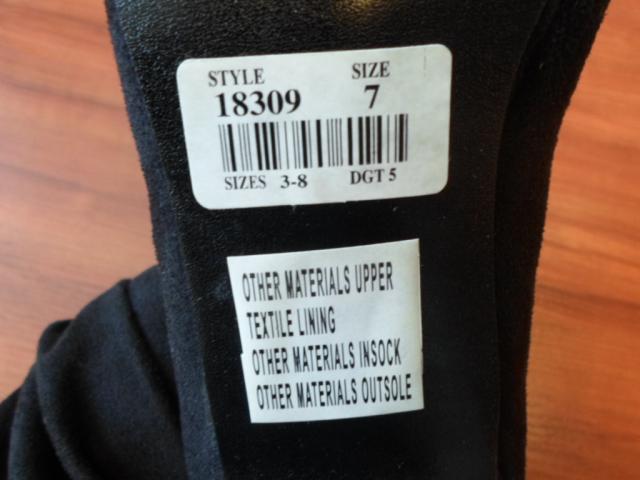 STYLE SIZE
18309 7
SIZES 3-8 DGT 5
OTHER MATERIALS UPPER
TEXTILE LINING
OTHER MATERIALS INSOCK
OTHER MATERIALS OUTSOLE